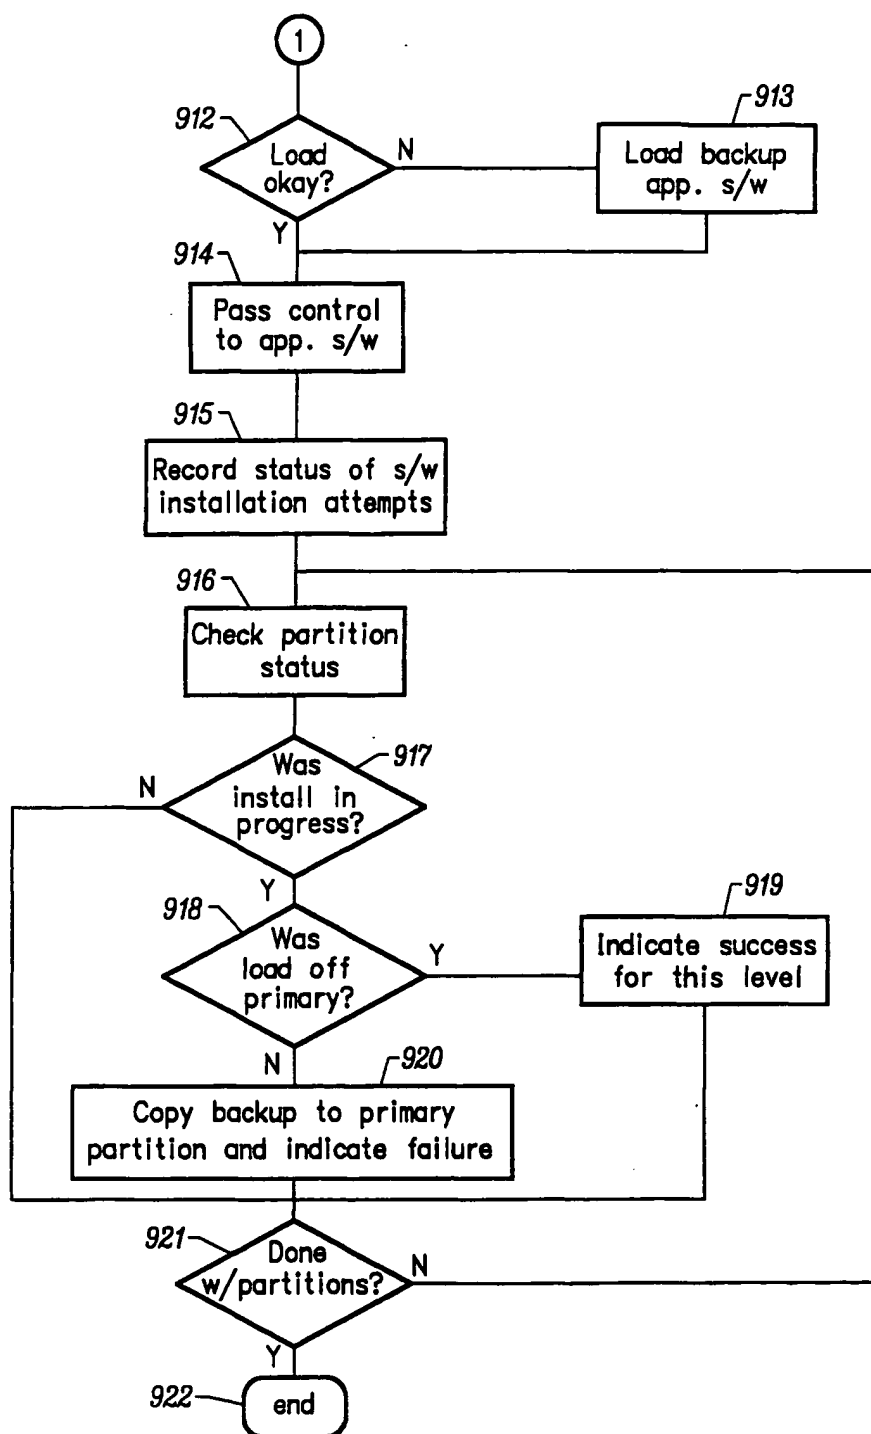 1
912
Load
okay?
N
Y
913
Load backup
app. s/w
914
Pass control
to app. s/w
915
Record status of s/w
installation attempts
916
Check partition
status
917
Was
install in
progress?
N
Y
918
Was
load off
primary?
Y
N
919
Indicate success
for this level
920
Copy backup to primary
partition and indicate failure
921
Done
w/partitions?
N
Y
922
end